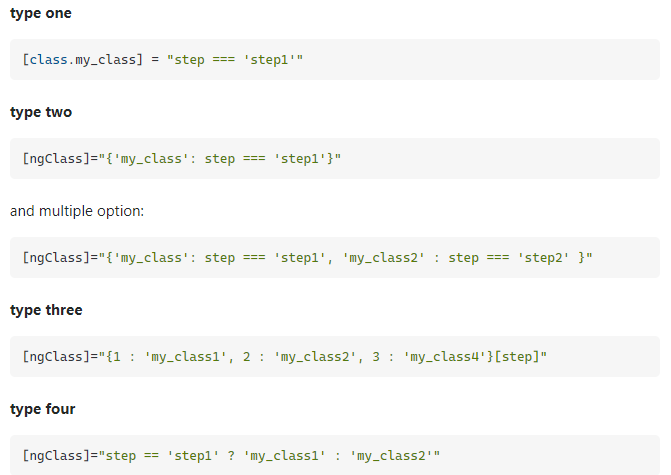 type one
[class.my_class] = "step === 'step1'"
type two
[ngClass]="{'my_class': step === 'step1'}"
and multiple option:
[ngClass]="{'my_class': step === 'step1', 'my_class2' : step === 'step2' }"
type three
[ngClass]="{1 : 'my_class1', 2 : 'my_class2', 3 : 'my_class4'}[step]"
type four
[ngClass]="step == 'step1' ? 'my_class1' : 'my_class2'"